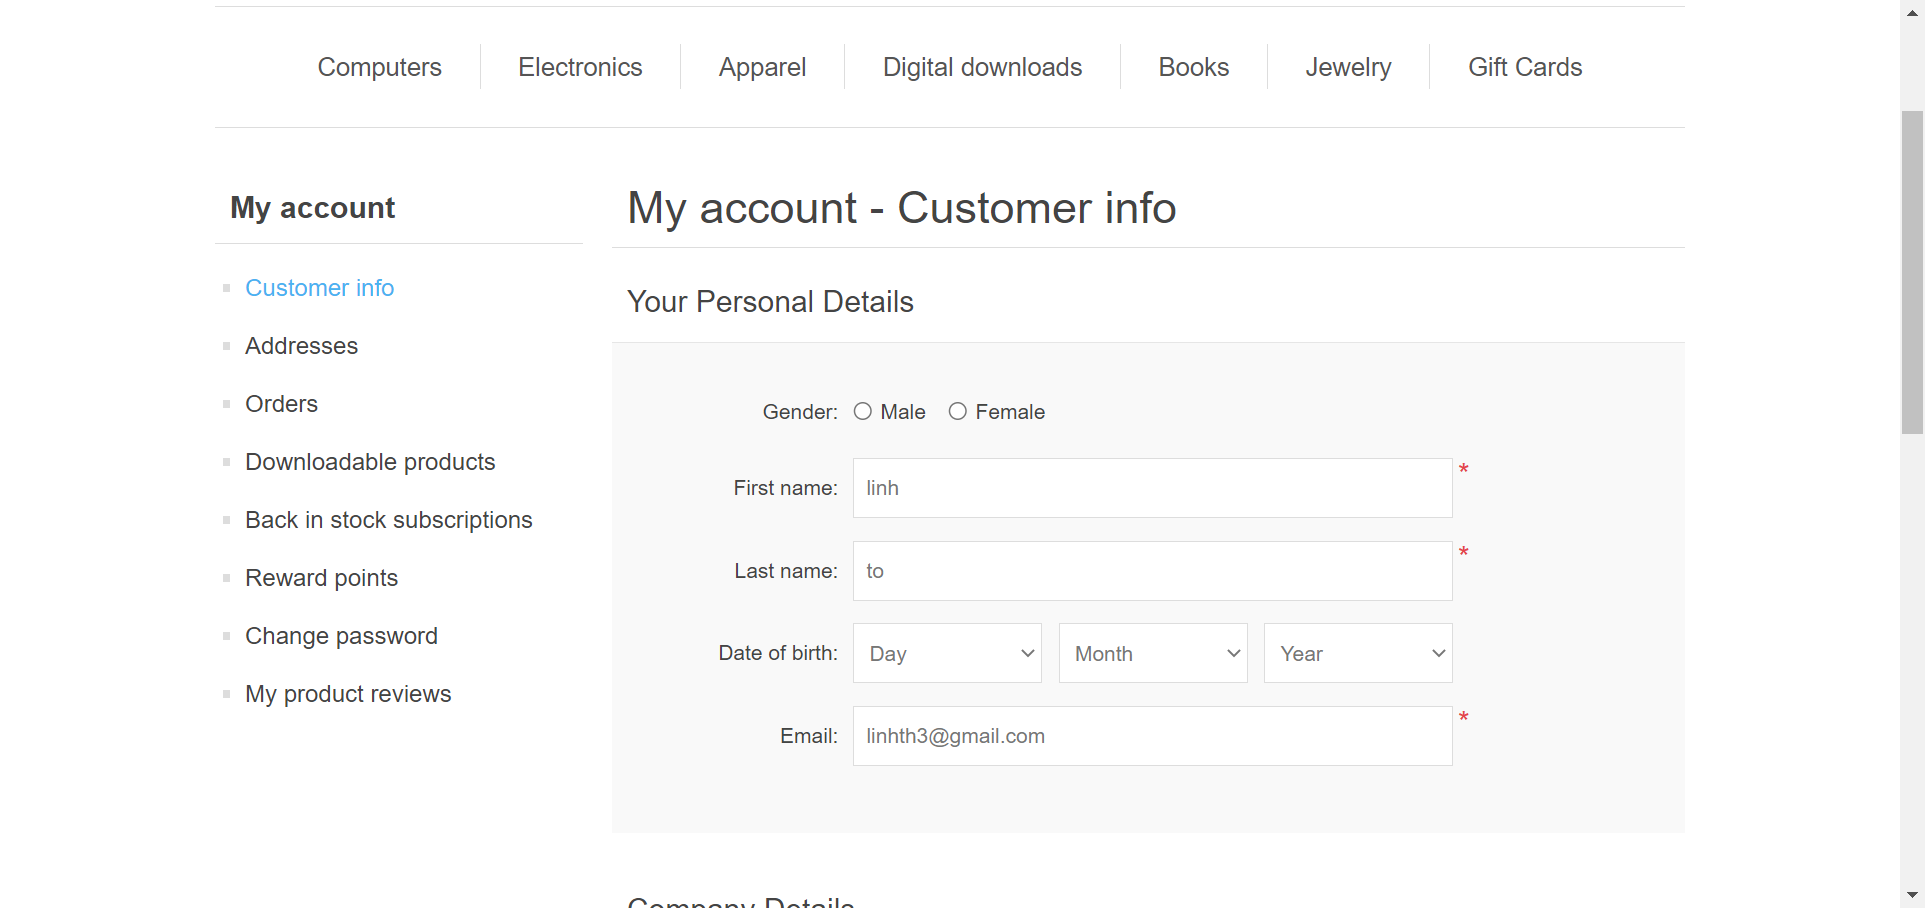 Computers Electronics Apparel Digital downloads Books Jewelry Gift Cards
My account
Customer info
Addresses
Orders
Downloadable products
Back in stock subscriptions
Reward points
Change password
My product reviews
My account - Customer info
Your Personal Details
Gender: Male Female
First name: linh *
Last name: to *
Date of birth: Day Month Year
Email: linhth3@gmail.com *
Company Details